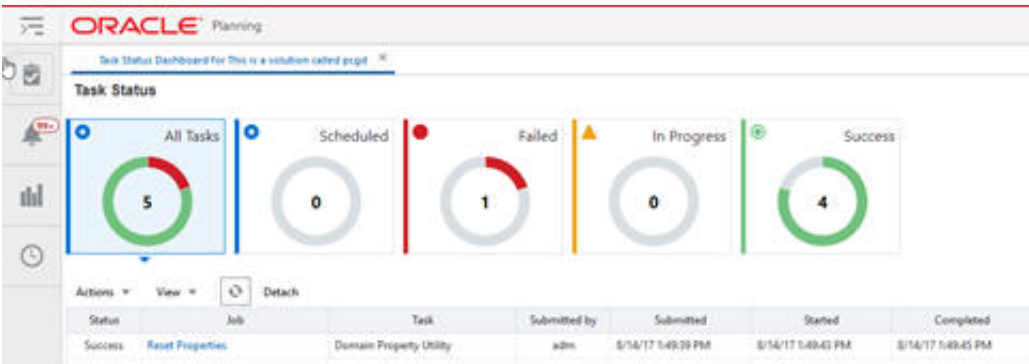 ORACLE® Planning
Task Status Dashboard for This is a solution called pcgd ×
Task Status
99+
All Tasks
Scheduled
Failed
In Progress
Success
5
0
1
0
4
Actions
View
Detach
Status Job Task Submitted by Submitted Started Completed
Success Reset Properties Domain Property Utility adm 8/14/17 1:49:39 PM 8/14/17 1:49:43 PM 8/14/17 1:49:45 PM